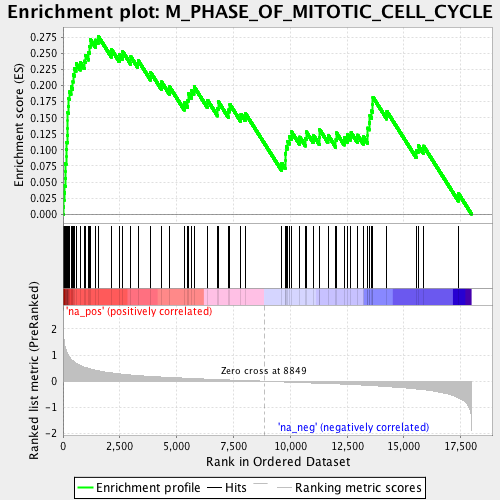 Enrichment plot: M_PHASE_OF_MITOTIC_CELL_CYCLE
Enrichment score (ES)
0.275
0.250
0.225
0.200
0.175
0.150
0.125
0.100
0.075
0.050
0.025
0.000
Ranked list metric (PreRanked)
'na_pos' (positively correlated)
2
1
0
-1
-2
Zero cross at 8849
'na_neg' (negatively correlated)
0
2,500
5,000
7,500
10,000
12,500
15,000
17,500
Rank in Ordered Dataset
Enrichment profile
Hits
Ranking metric scores